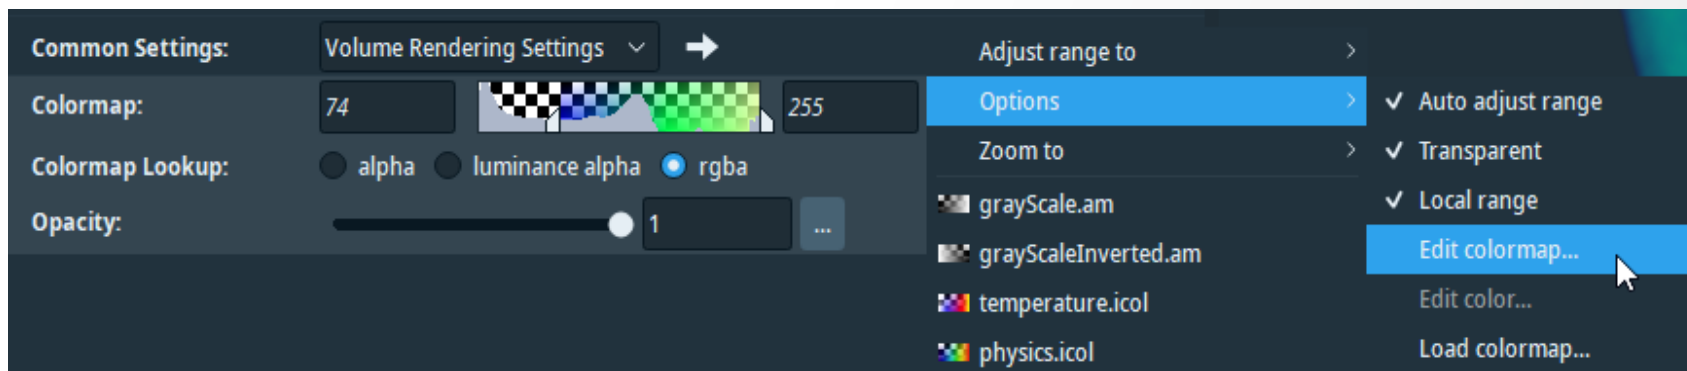 Common Settings:
Volume Rendering Settings
Colormap:
74
255
Colormap Lookup:
alpha
luminance alpha
rgba
Opacity:
1
...
Adjust range to
Options
Zoom to
grayScale.am
grayScaleInverted.am
temperature.icol
physics.icol
Auto adjust range
Transparent
Local range
Edit colormap...
Edit color...
Load colormap...